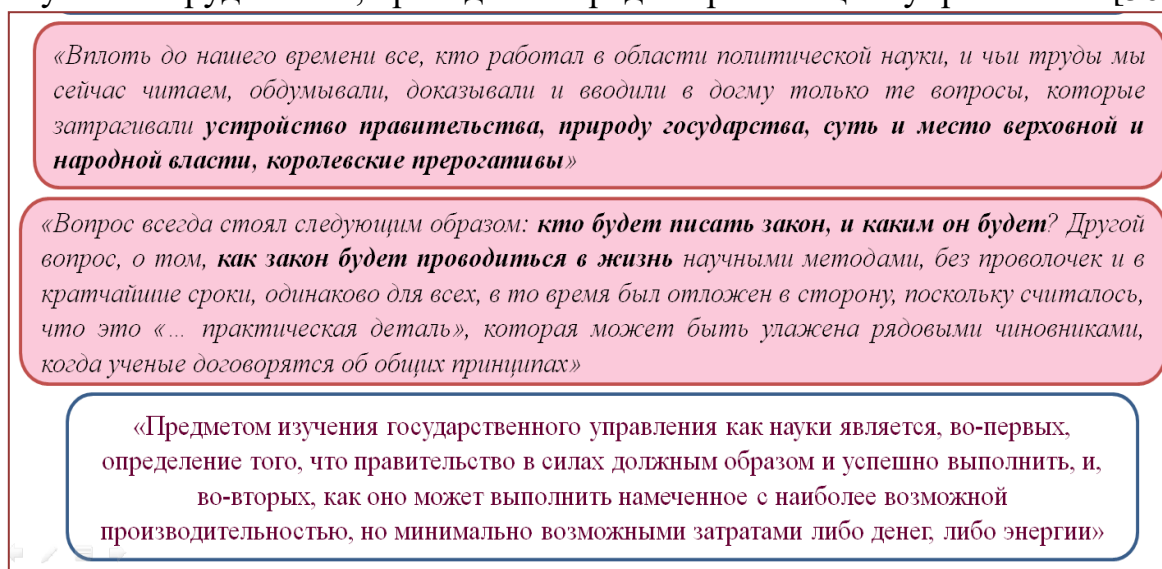 «Вплоть до нашего времени все, кто работал в области политической науки, и чьи труды мы
сейчас читаем, обдумывали, доказывали и вводили в догму только те вопросы, которые
затрагивали устройство правительства, природу государства, суть и место верховной и
народной власти, королевские прерогативы»
«Вопрос всегда стоял следующим образом: кто будет писать закон, и каким он будет? Другой
вопрос, о том, как закон будет проводиться в жизнь научными методами, без проволочек и в
кратчайшие сроки, одинаково для всех, в то время был отложен в сторону, поскольку считалось,
что это «... практическая деталь», которая может быть улажена рядовыми чиновниками,
когда ученые договорятся об общих принципах»
«Предметом изучения государственного управления как науки является, во-первых,
определение того, что правительство в силах должным образом и успешно выполнить, и,
во-вторых, как оно может выполнить намеченное с наиболее возможной
производительностью, но минимально возможными затратами либо денег, либо энергии»